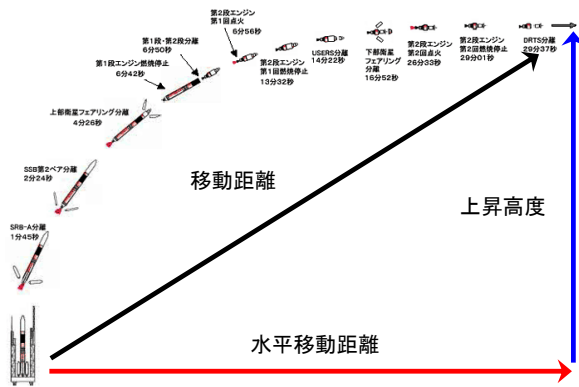 第2段エンジン
第1回点火
6分56秒
第1段・第2段分離
6分50秒
第1段エンジン燃焼停止
6分42秒
第2段エンジン
第1回燃焼停止
13分32秒
USERS分離
14分22秒
下部衛星
フェアリング
分離
16分52秒
第2段エンジン
第2回点火
26分33秒
第2段エンジン
第2回燃焼停止
29分01秒
DRTS分離
29分37秒
上部衛星フェアリング分離
4分26秒
SSB第2ペア分離
2分24秒
SRB-A分離
1分45秒
移動距離
上昇高度
水平移動距離